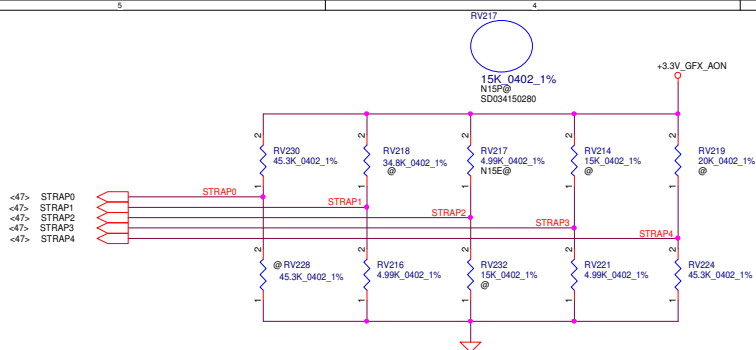 5
4
RV217
15K_0402_1%
N15P@
SD034150280
+3.3V_GFX_AON
2
2
2
2
2
RV230
45.3K_0402_1%
RV218
34.8K_0402_1%
@
RV217
4.99K_0402_1%
N15E@
RV214
15K_0402_1%
@
RV219
20K_0402_1%
@
1
1
1
1
1
<47> STRAP0
STRAP0
<47> STRAP1
STRAP1
<47> STRAP2
STRAP2
<47> STRAP3
STRAP3
<47> STRAP4
STRAP4
2
2
2
2
2
@ RV228
45.3K_0402_1%
RV216
4.99K_0402_1%
RV232
15K_0402_1%
@
RV221
4.99K_0402_1%
RV224
45.3K_0402_1%
1
1
1
1
1